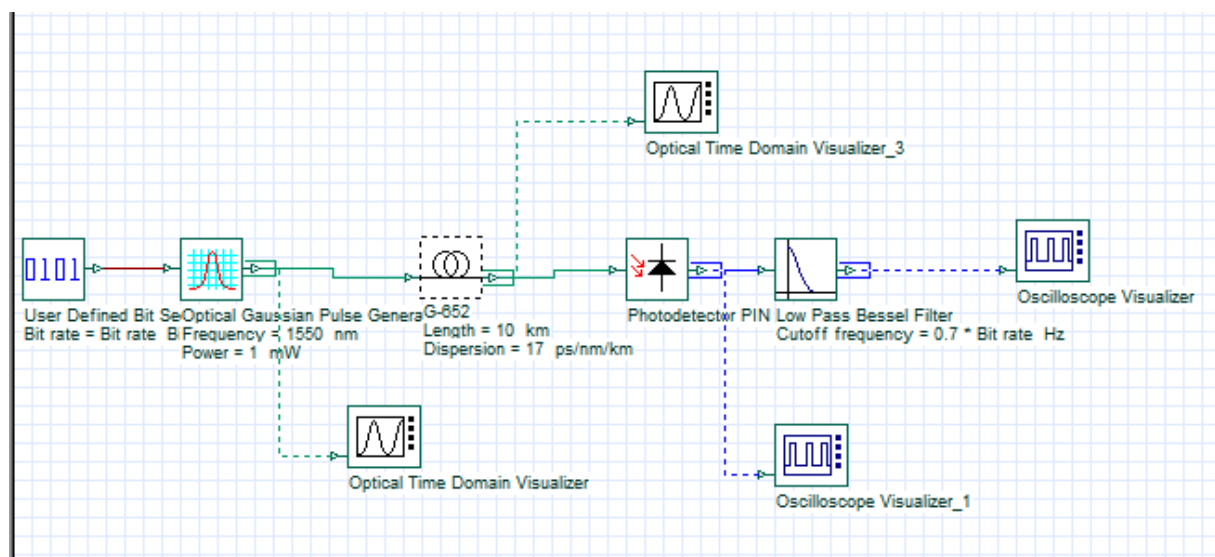 Optical Time Domain Visualizer_3
0101
User Defined Bit Se
Bit rate = Bit rate B
Optical Gaussian Pulse Genera
Frequency = 1550 nm
Power = 1 mW
G-652
Length = 10 km
Dispersion = 17 ps/nm/km
Photodetector PIN
Low Pass Bessel Filter
Cutoff frequency = 0.7 * Bit rate Hz
Oscilloscope Visualizer
Optical Time Domain Visualizer
Oscilloscope Visualizer_1